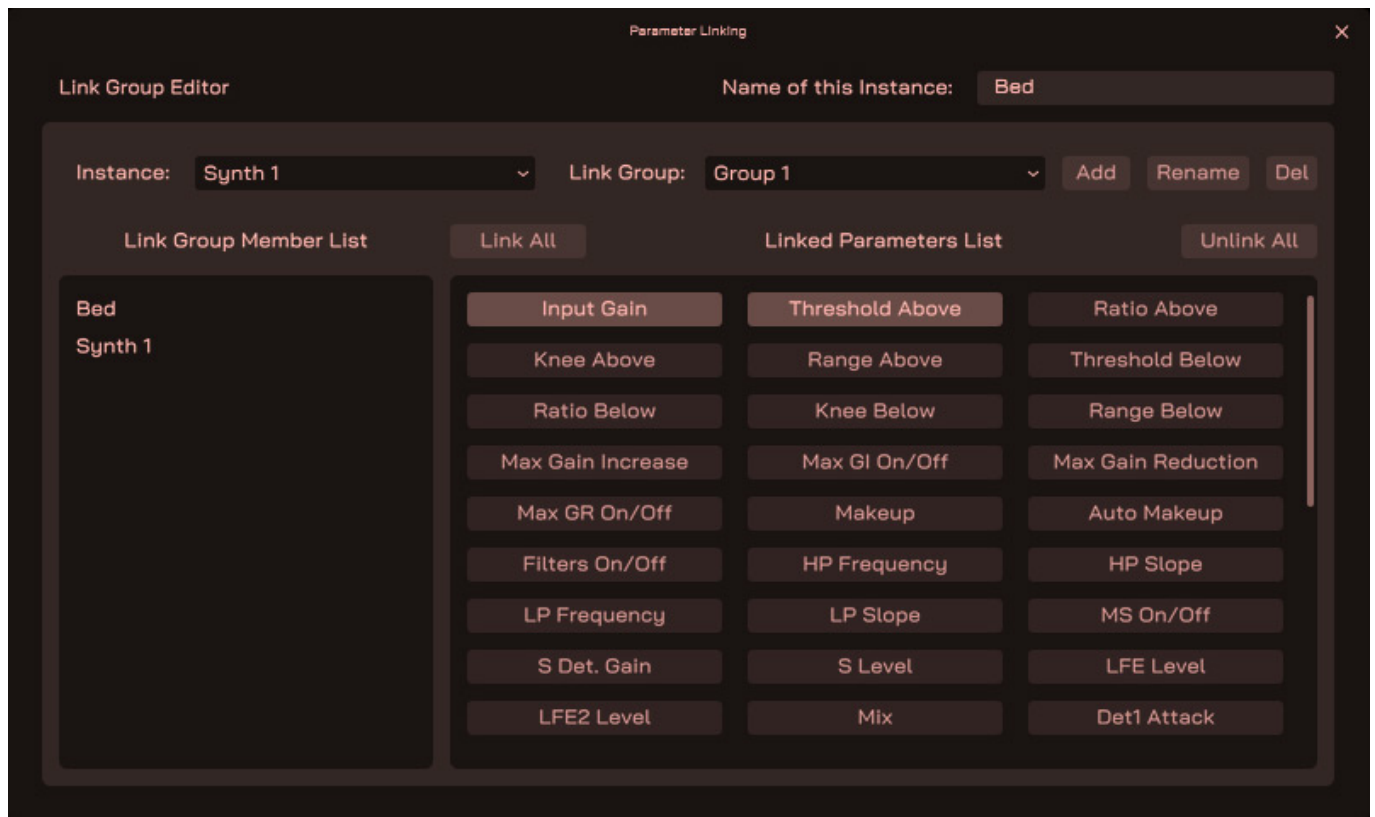 Parameter Linking
Link Group Editor
Name of this Instance: Bed
Instance: Synth 1 Link Group: Group 1 Add Rename Del
Link Group Member List Link All Linked Parameters List Unlink All
Bed
Synth 1
Input Gain Threshold Above Ratio Above
Knee Above Range Above Threshold Below
Ratio Below Knee Below Range Below
Max Gain Increase Max GI On/Off Max Gain Reduction
Max GR On/Off Makeup Auto Makeup
Filters On/Off HP Frequency HP Slope
LP Frequency LP Slope MS On/Off
S Det. Gain S Level LFE Level
LFE2 Level Mix Det1 Attack